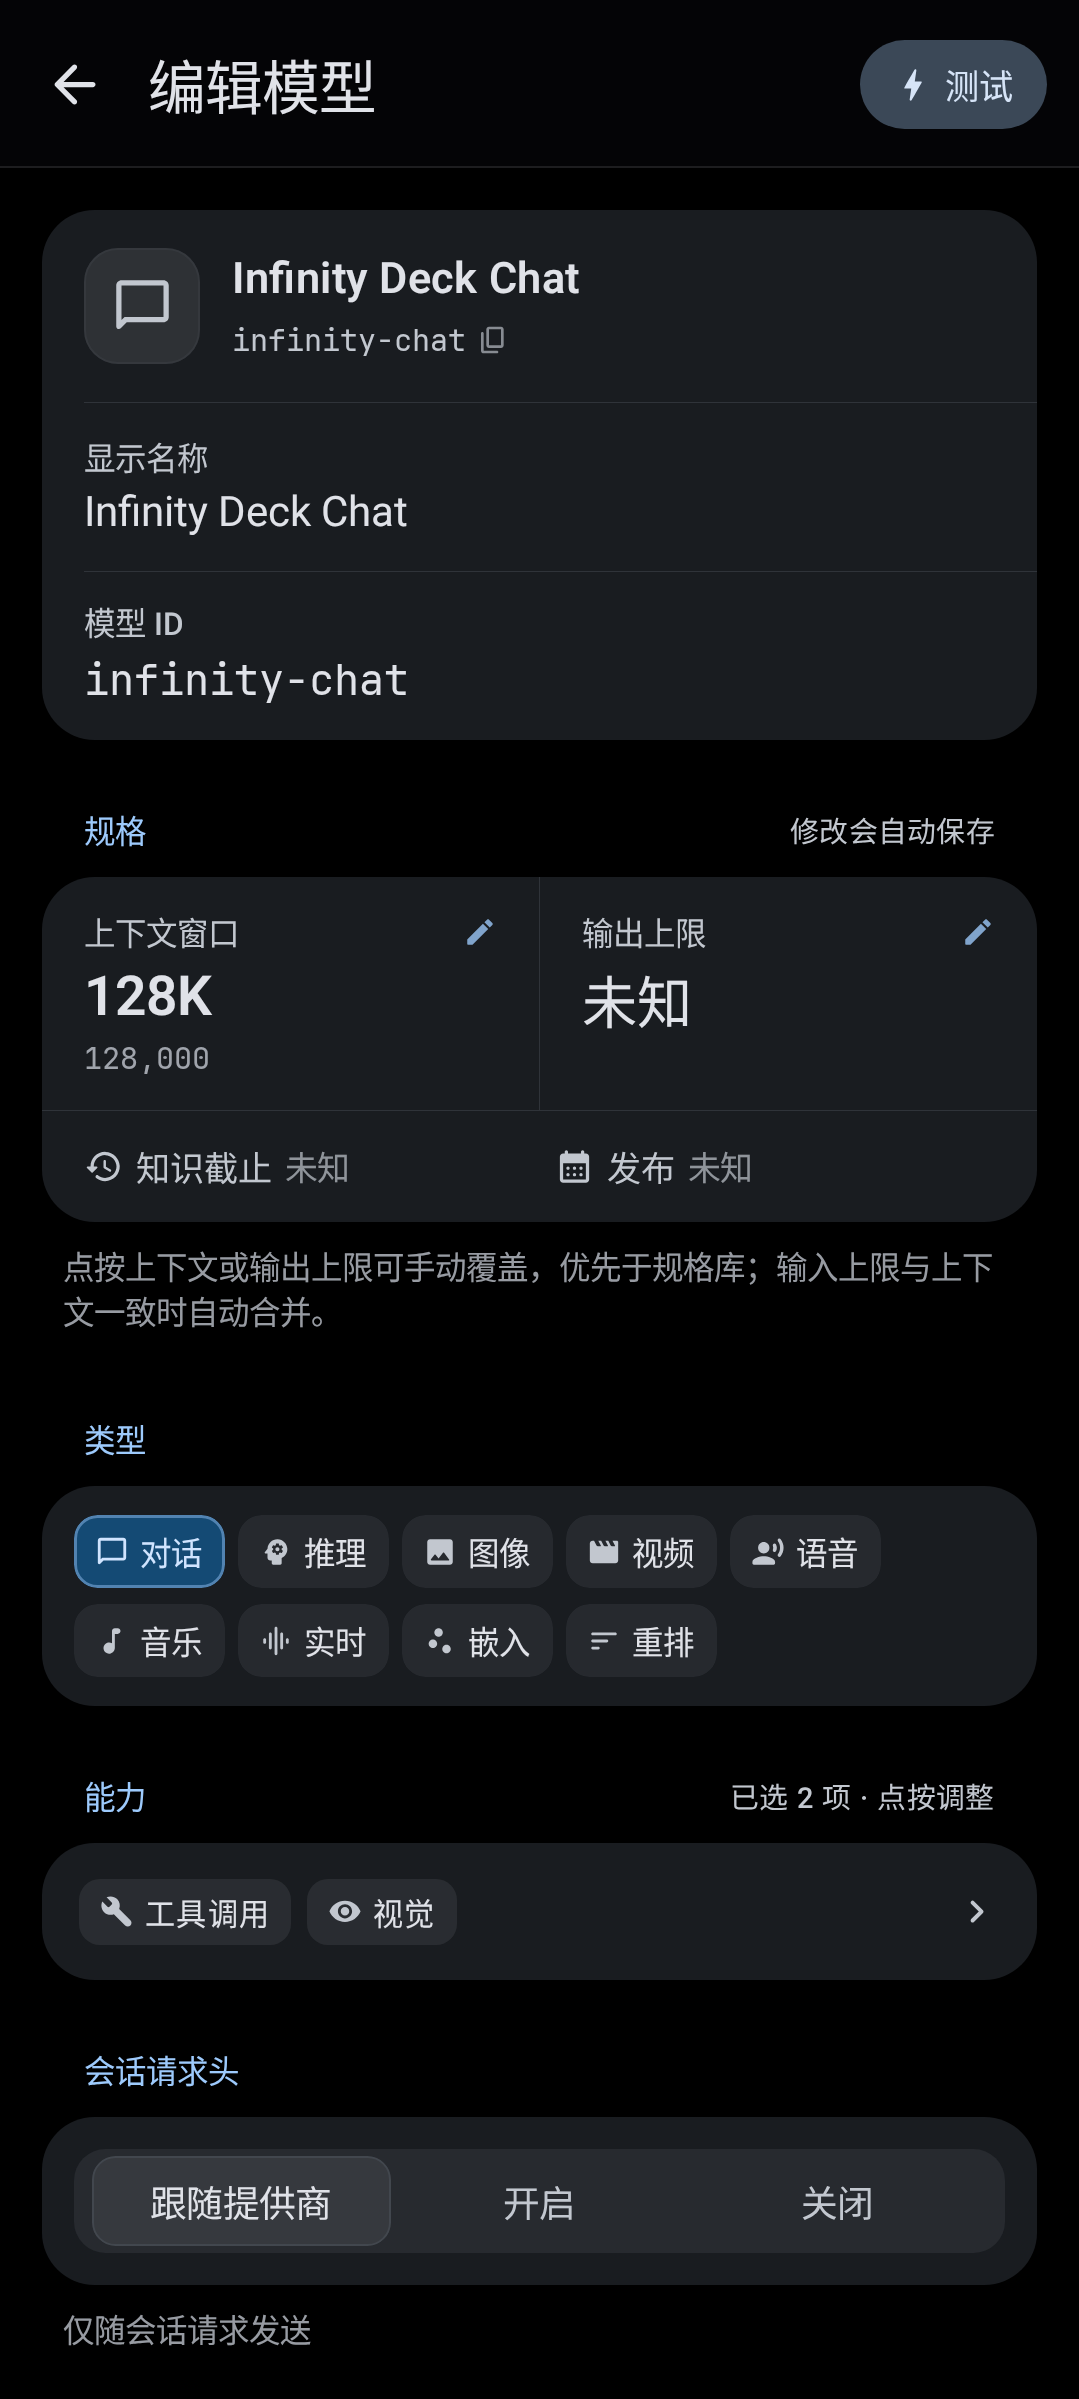 编辑模型
测试
Infinity Deck Chat
infinity-chat
显示名称
Infinity Deck Chat
模型 ID
infinity-chat
规格
修改会自动保存
上下文窗口
128K
128,000
输出上限
未知
知识截止 未知
发布 未知
点按上下文或输出上限可手动覆盖，优先于规格库；输入上限与上下
文一致时自动合并。
类型
对话
推理
图像
视频
语音
音乐
实时
嵌入
重排
能力
已选 2 项 · 点按调整
工具调用
视觉
会话请求头
跟随提供商
开启
关闭
仅随会话请求发送